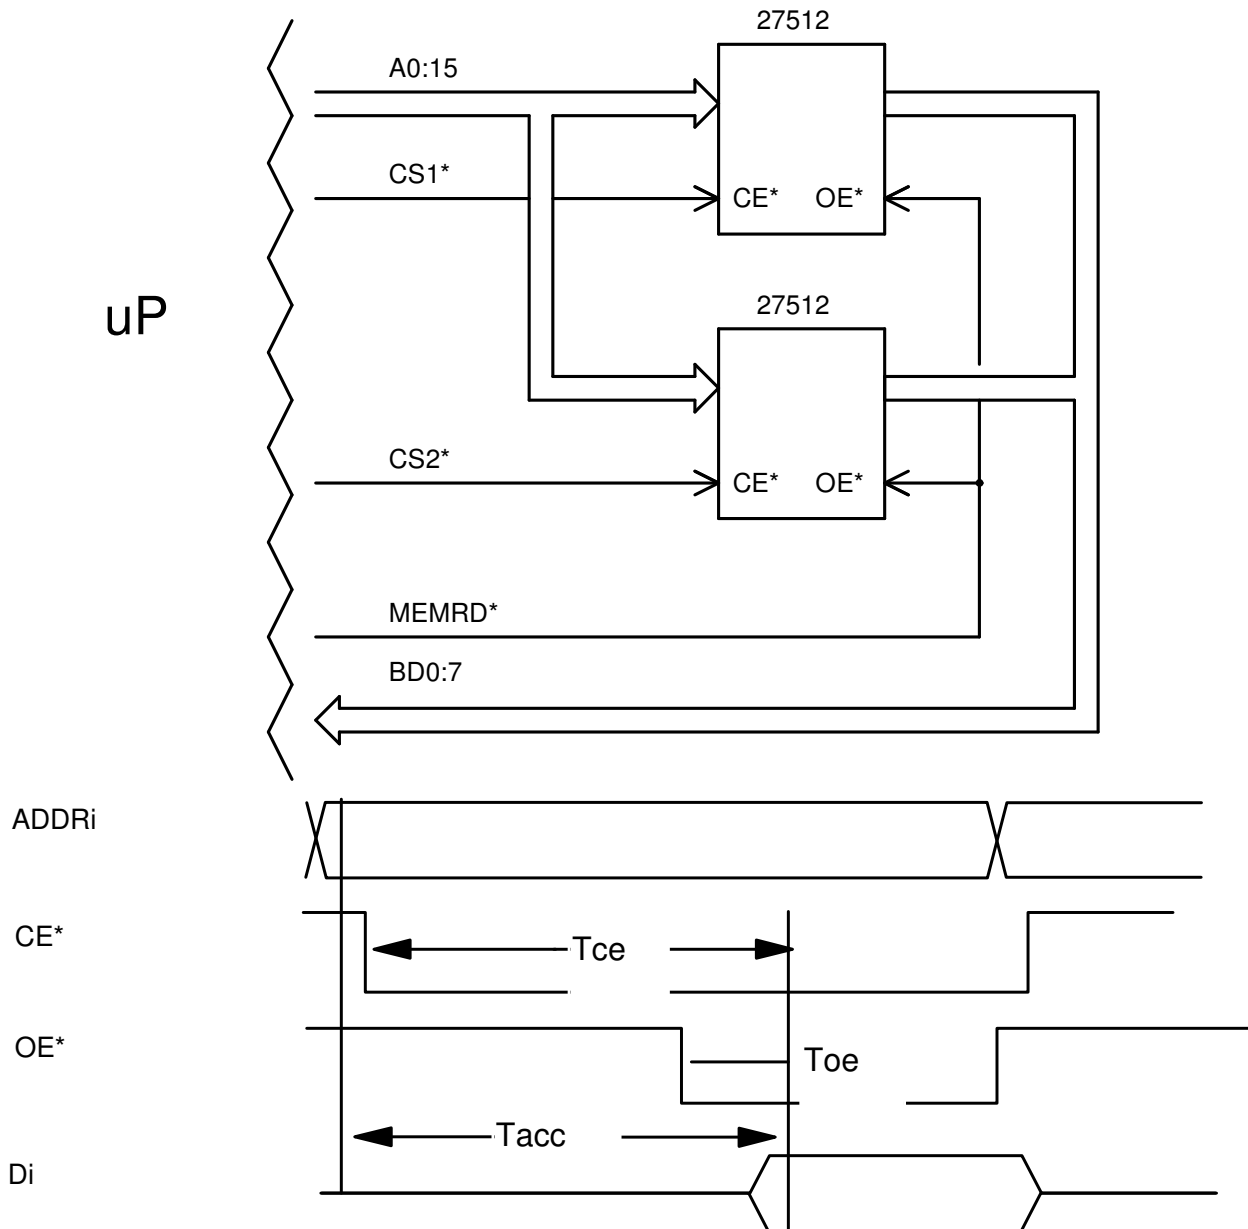 27512
A0:15
CS1*
CE* OE*
uP
27512
CS2*
CE* OE*
MEMRD*
BD0:7
ADDRi
CE*
Tce
OE*
Toe
Tacc
Di